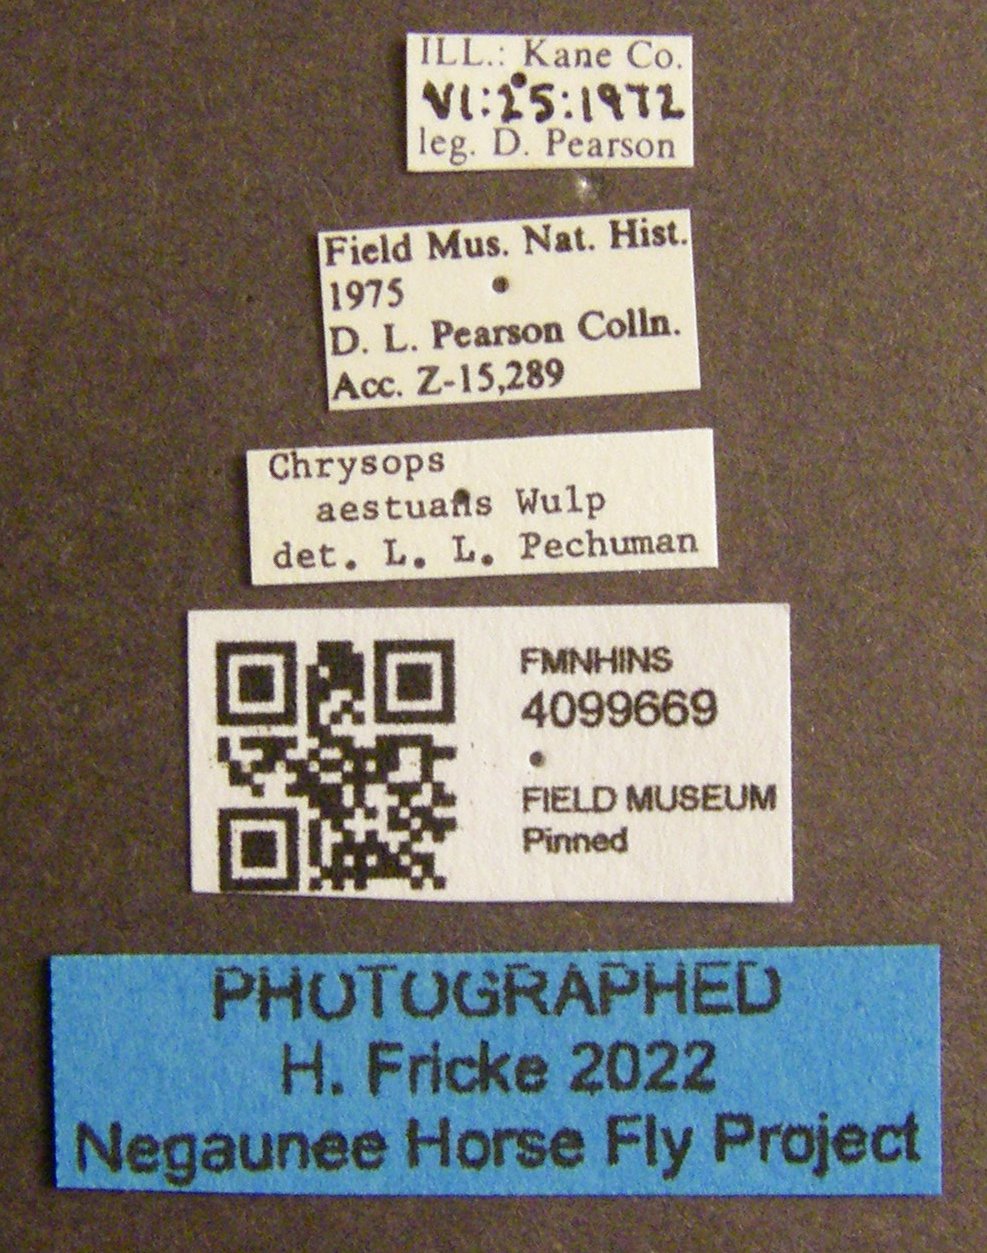 ILL.: Kane Co.
VI:25:1972
leg. D. Pearson
Field Mus. Nat. Hist.
1975
D. L. Pearson Colln.
Acc. Z-15,289
Chrysops
aestuans Wulp
det. L. L. Pechuman
FMNHINS
4099669
FIELD MUSEUM
Pinned
PHOTOGRAPHED
H. Fricke 2022
Negaunee Horse Fly Project